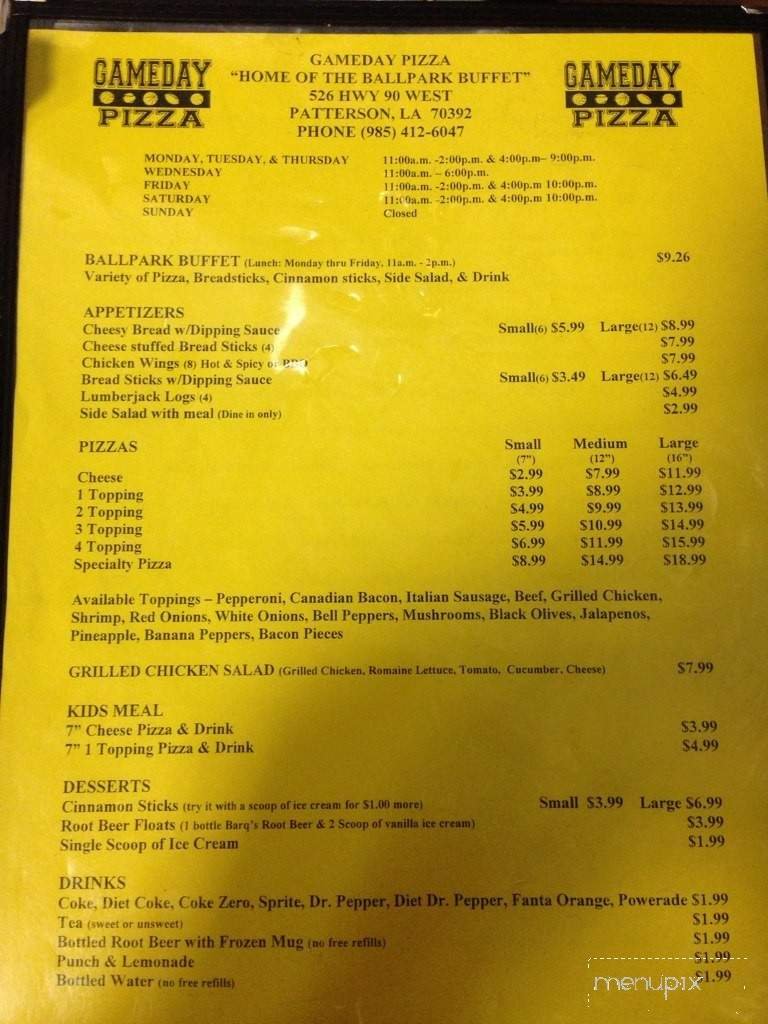 GAMEDAY PIZZA
GAMEDAY PIZZA
"HOME OF THE BALLPARK BUFFET"
526 HWY 90 WEST
PATTERSON, LA 70392
PHONE (985) 412-6047
GAMEDAY PIZZA
MONDAY, TUESDAY, & THURSDAY 11:00a.m. -2:00p.m. & 4:00p.m– 9:00p.m.
WEDNESDAY 11:00a.m. – 6:00p.m.
FRIDAY 11:00a.m. -2:00p.m. & 4:00p.m 10:00p.m.
SATURDAY 11:00a.m. -2:00p.m. & 4:00p.m 10:00p.m.
SUNDAY Closed
BALLPARK BUFFET (Lunch: Monday thru Friday, 11a.m. - 2p.m.) $9.26
Variety of Pizza, Breadsticks, Cinnamon sticks, Side Salad, & Drink
APPETIZERS
Cheesy Bread w/Dipping Sauce Small(6) $5.99 Large(12) $8.99
Cheese stuffed Bread Sticks (4) $7.99
Chicken Wings (8) Hot & Spicy or BBQ $7.99
Bread Sticks w/Dipping Sauce Small(6) $3.49 Large(12) $6.49
Lumberjack Logs (4) $4.99
Side Salad with meal (Dine in only) $2.99
PIZZAS Small Medium Large
(7") (12") (16")
Cheese $2.99 $7.99 $11.99
1 Topping $3.99 $8.99 $12.99
2 Topping $4.99 $9.99 $13.99
3 Topping $5.99 $10.99 $14.99
4 Topping $6.99 $11.99 $15.99
Specialty Pizza $8.99 $14.99 $18.99
Available Toppings – Pepperoni, Canadian Bacon, Italian Sausage, Beef, Grilled Chicken,
Shrimp, Red Onions, White Onions, Bell Peppers, Mushrooms, Black Olives, Jalapenos,
Pineapple, Banana Peppers, Bacon Pieces
GRILLED CHICKEN SALAD (Grilled Chicken, Romaine Lettuce, Tomato, Cucumber, Cheese) $7.99
KIDS MEAL
7" Cheese Pizza & Drink $3.99
7" 1 Topping Pizza & Drink $4.99
DESSERTS
Cinnamon Sticks (try it with a scoop of ice cream for $1.00 more) Small $3.99 Large $6.99
Root Beer Floats (1 bottle Barq's Root Beer & 2 Scoop of vanilla ice cream) $3.99
Single Scoop of Ice Cream $1.99
DRINKS
Coke, Diet Coke, Coke Zero, Sprite, Dr. Pepper, Diet Dr. Pepper, Fanta Orange, Powerade $1.99
Tea (sweet or unsweet) $1.99
Bottled Root Beer with Frozen Mug (no free refills) $1.99
Punch & Lemonade $1.99
Bottled Water (no free refills) $1.99
menupix